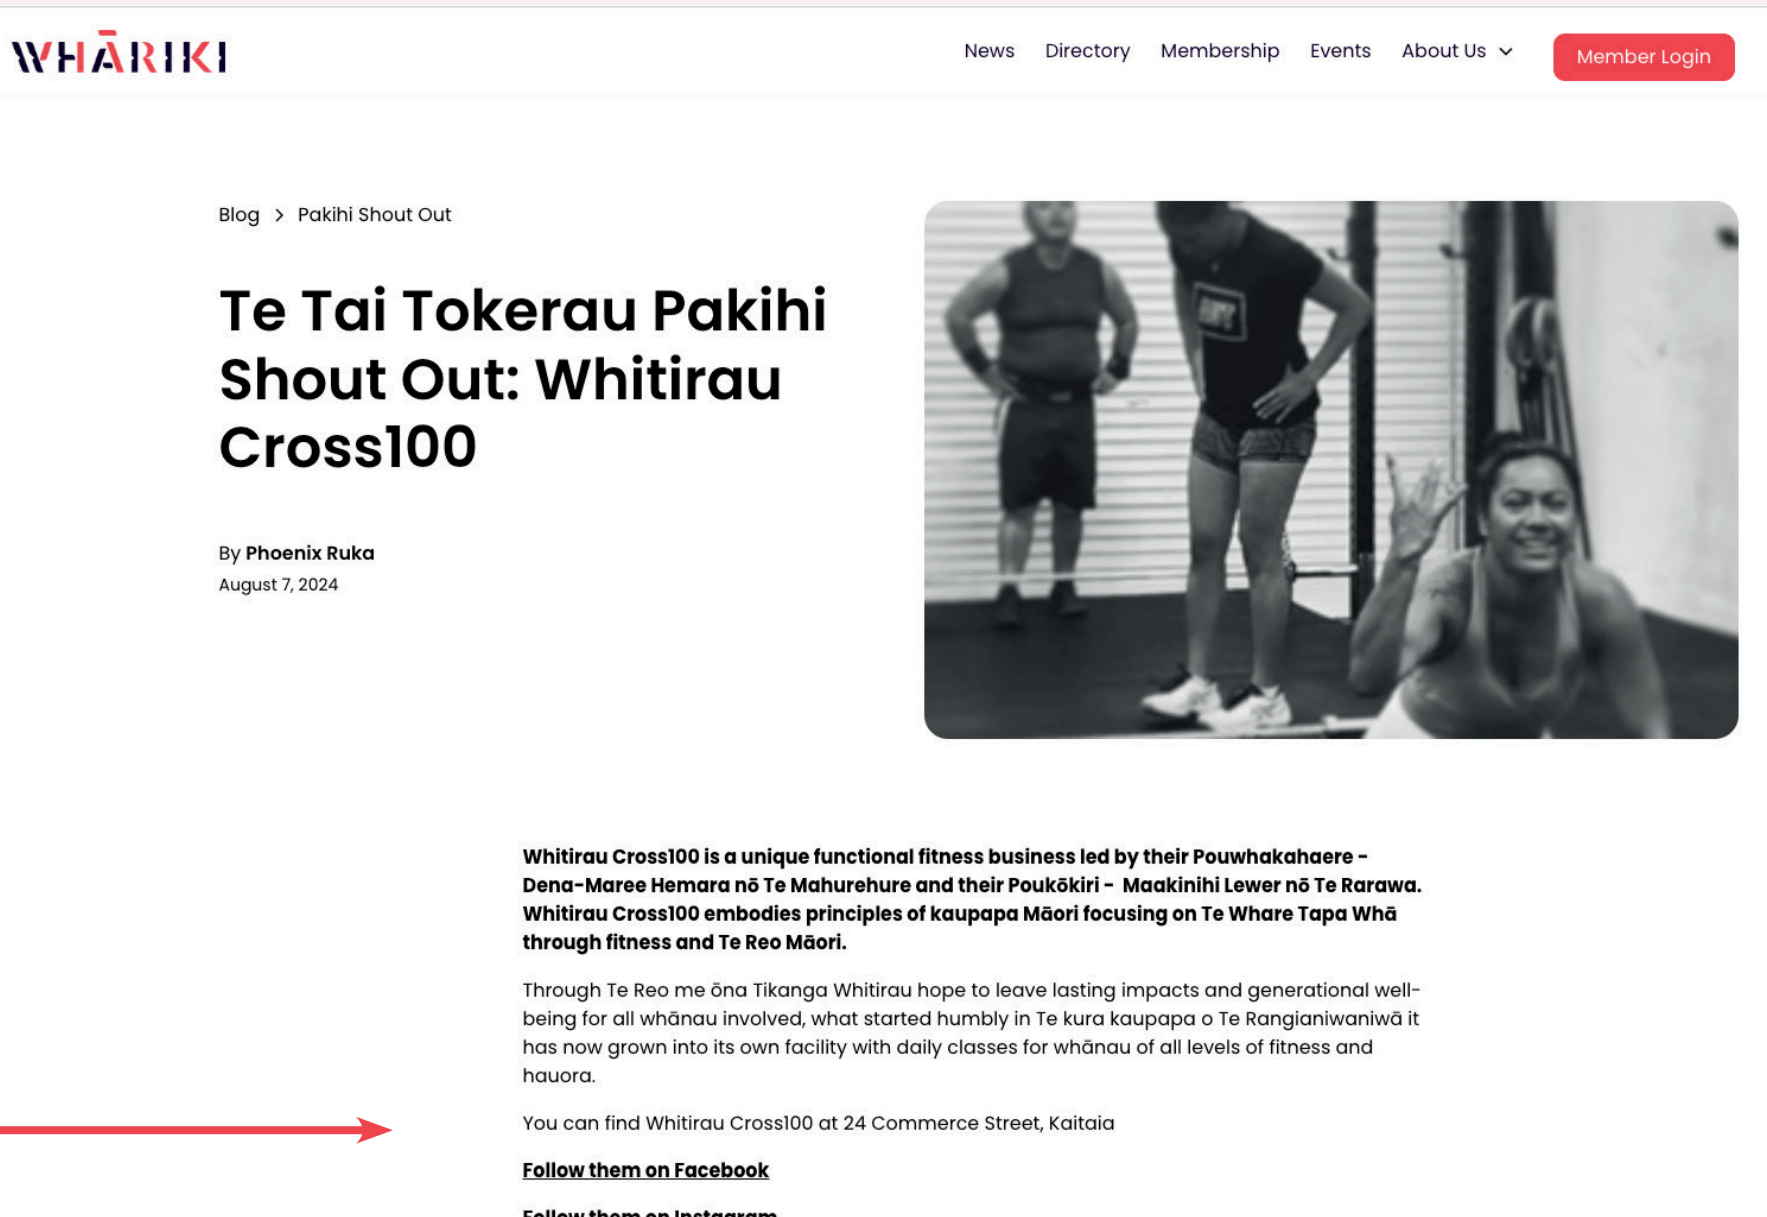 WHĀRIKI
News Directory Membership Events About Us Member Login
Blog > Pakihi Shout Out
Te Tai Tokerau Pakihi
Shout Out: Whitirau
Cross100
By Phoenix Ruka
August 7, 2024
Whitirau Cross100 is a unique functional fitness business led by their Pouwhakahaere -
Dena-Maree Hemara nō Te Mahurehure and their Poukōkiri -  Maakinihi Lewer nō Te Rarawa.
Whitirau Cross100 embodies principles of kaupapa Māori focusing on Te Whare Tapa Whā
through fitness and Te Reo Māori.
Through Te Reo me ōna Tikanga Whitirau hope to leave lasting impacts and generational well-
being for all whānau involved, what started humbly in Te kura kaupapa o Te Rangianiwaniwā it
has now grown into its own facility with daily classes for whānau of all levels of fitness and
hauora.
You can find Whitirau Cross100 at 24 Commerce Street, Kaitaia
Follow them on Facebook
Follow them on Instagram